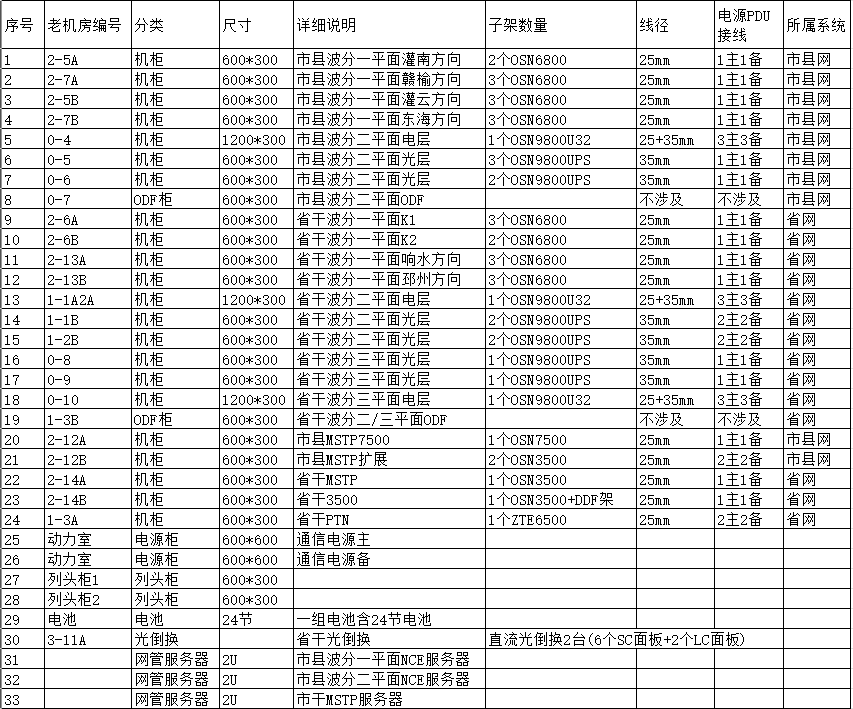 序号 老机房编号 分类 尺寸 详细说明 子架数量 线径 电源PDU接线 所属系统
1 2-5A 机柜 600*300 市县波分一平面灌南方向 2个OSN6800 25mm 1主1备 市县网
2 2-7A 机柜 600*300 市县波分一平面赣榆方向 3个OSN6800 25mm 1主1备 市县网
3 2-5B 机柜 600*300 市县波分一平面灌云方向 3个OSN6800 25mm 1主1备 市县网
4 2-7B 机柜 600*300 市县波分一平面东海方向 3个OSN6800 25mm 1主1备 市县网
5 0-4 机柜 1200*300 市县波分二平面电层 1个OSN9800U32 25+35mm 3主3备 市县网
6 0-5 机柜 600*300 市县波分二平面光层 3个OSN9800UPS 35mm 1主1备 市县网
7 0-6 机柜 600*300 市县波分二平面光层 2个OSN9800UPS 35mm 1主1备 市县网
8 0-7 ODF柜 600*300 市县波分二平面ODF 不涉及 不涉及 市县网
9 2-6A 机柜 600*300 省干波分一平面K1 3个OSN6800 25mm 1主1备 省网
10 2-6B 机柜 600*300 省干波分一平面K2 2个OSN6800 25mm 1主1备 省网
11 2-13A 机柜 600*300 省干波分一平面响水方向 3个OSN6800 25mm 1主1备 省网
12 2-13B 机柜 600*300 省干波分一平面邳州方向 3个OSN6800 25mm 1主1备 省网
13 1-1A2A 机柜 1200*300 省干波分二平面电层 1个OSN9800U32 25+35mm 3主3备 省网
14 1-1B 机柜 600*300 省干波分二平面光层 2个OSN9800UPS 35mm 2主2备 省网
15 1-2B 机柜 600*300 省干波分二平面光层 2个OSN9800UPS 35mm 2主2备 省网
16 0-8 机柜 600*300 省干波分三平面光层 1个OSN9800UPS 35mm 1主1备 省网
17 0-9 机柜 600*300 省干波分三平面光层 1个OSN9800UPS 35mm 1主1备 省网
18 0-10 机柜 1200*300 省干波分三平面电层 1个OSN9800U32 25+35mm 3主3备 省网
19 1-3B ODF柜 600*300 省干波分二/三平面ODF 不涉及 不涉及 省网
20 2-12A 机柜 600*300 市县MSTP7500 1个OSN7500 25mm 1主1备 市县网
21 2-12B 机柜 600*300 市县MSTP扩展 2个OSN3500 25mm 2主2备 市县网
22 2-14A 机柜 600*300 省干MSTP 1个OSN3500 25mm 1主1备 省网
23 2-14B 机柜 600*300 省干3500 1个OSN3500+DDF架 25mm 1主1备 省网
24 1-3A 机柜 600*300 省干PTN 1个ZTE6500 25mm 2主2备 省网
25 动力室 电源柜 600*600 通信电源主
26 动力室 电源柜 600*600 通信电源备
27 列头柜1 列头柜 600*300
28 列头柜2 列头柜 600*300
29 电池 电池 24节 一组电池含24节电池
30 3-11A 光倒换 省干光倒换 直流光倒换2台(6个SC面板+2个LC面板)
31 网管服务器 2U 市县波分一平面NCE服务器
32 网管服务器 2U 市县波分二平面NCE服务器
33 网管服务器 2U 市干MSTP服务器